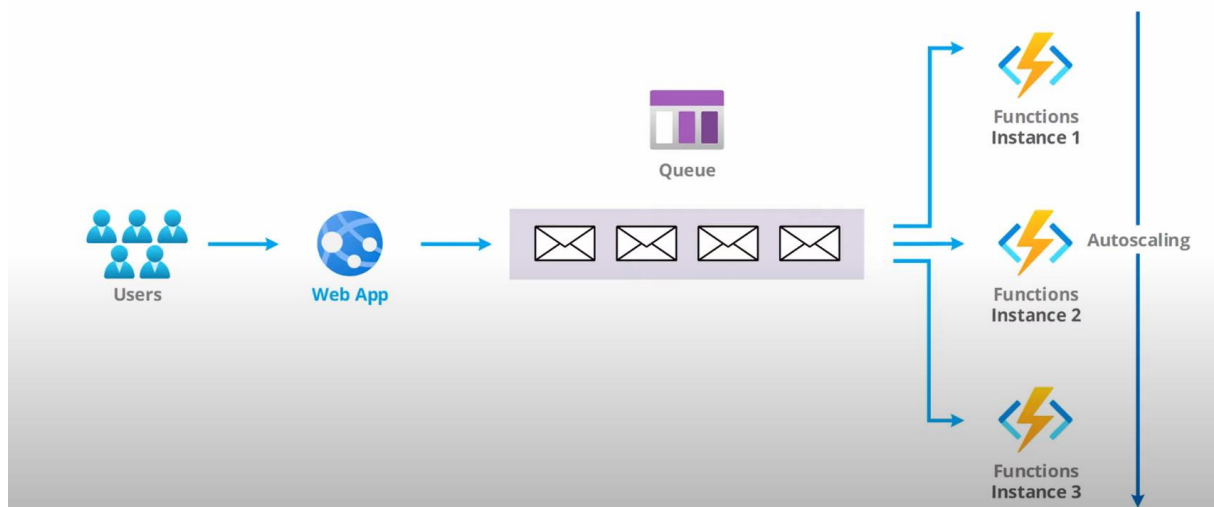 Queue
Users
Web App
Functions
Instance 1
Functions
Instance 2
Autoscaling
Functions
Instance 3